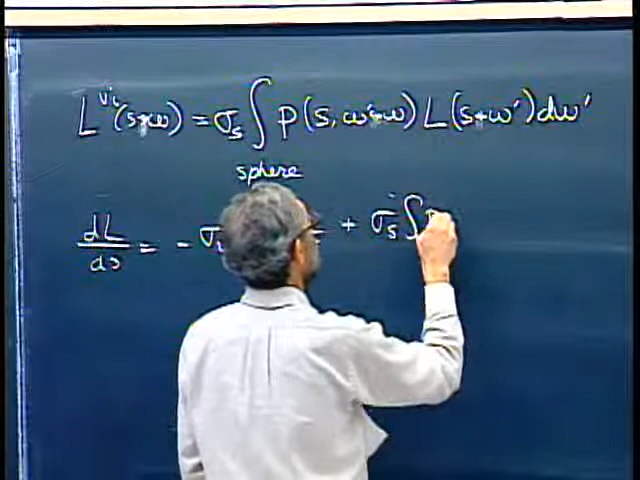 L^vi(s→ω) = σ_s ∫ P(s, ω'→ω) L(s→ω') dω'
sphere
dL/ds = - σ + σ_s ∫